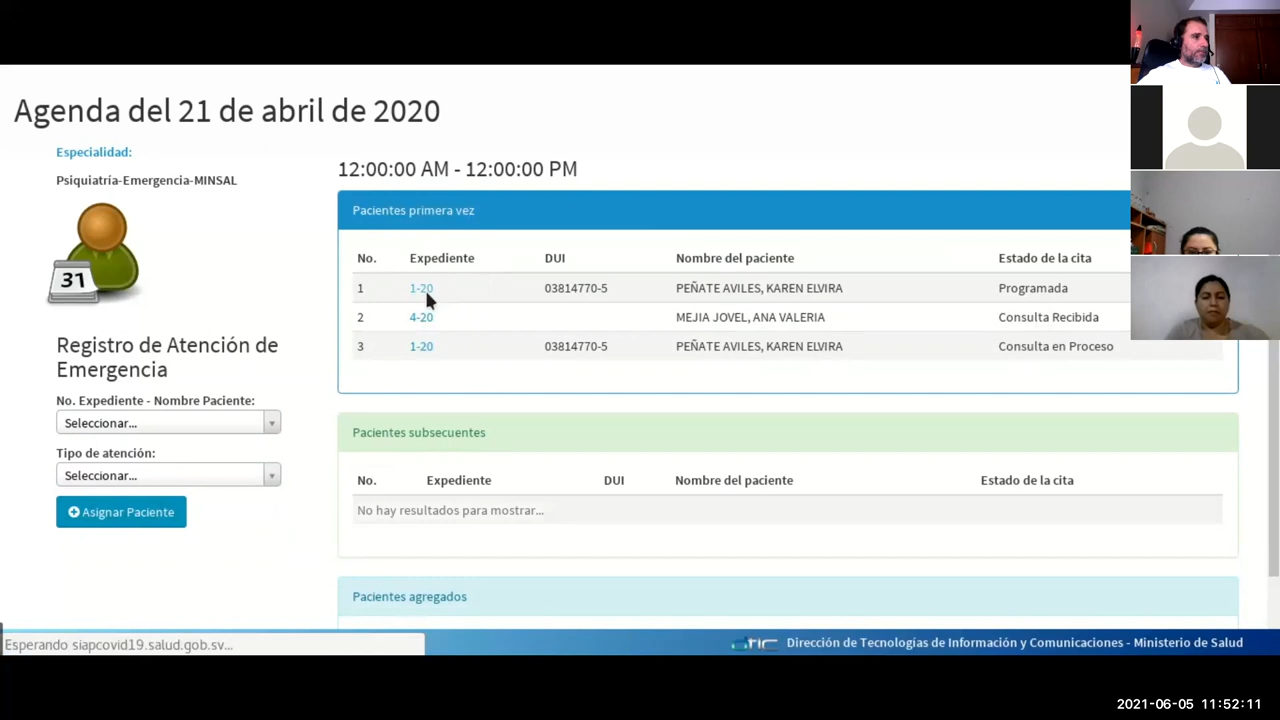 Agenda del 21 de abril de 2020
Especialidad:
Psiquiatría-Emergencia-MINSAL
31
Registro de Atención de
Emergencia
No. Expediente - Nombre Paciente:
Seleccionar...
Tipo de atención:
Seleccionar...
Asignar Paciente
12:00:00 AM - 12:00:00 PM
Pacientes primera vez
No. Expediente DUI Nombre del paciente Estado de la cita
1 1-20 03814770-5 PEÑATE AVILES, KAREN ELVIRA Programada
2 4-20 MEJIA JOVEL, ANA VALERIA Consulta Recibida
3 1-20 03814770-5 PEÑATE AVILES, KAREN ELVIRA Consulta en Proceso
Pacientes subsecuentes
No. Expediente DUI Nombre del paciente Estado de la cita
No hay resultados para mostrar...
Pacientes agregados
Esperando siapcovid19.salud.gob.sv...
dtic Dirección de Tecnologías de Información y Comunicaciones - Ministerio de Salud
2021-06-05 11:52:11